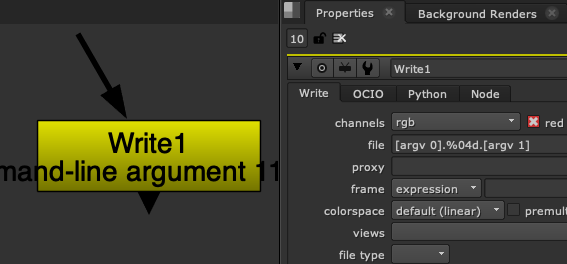 Properties
Background Renders
10
Write1
Write
OCIO
Python
Node
channels
rgb
red
file
[argv 0].%04d.[argv 1]
proxy
frame
expression
colorspace
default (linear)
premult
views
file type
Write1
mand-line argument 11